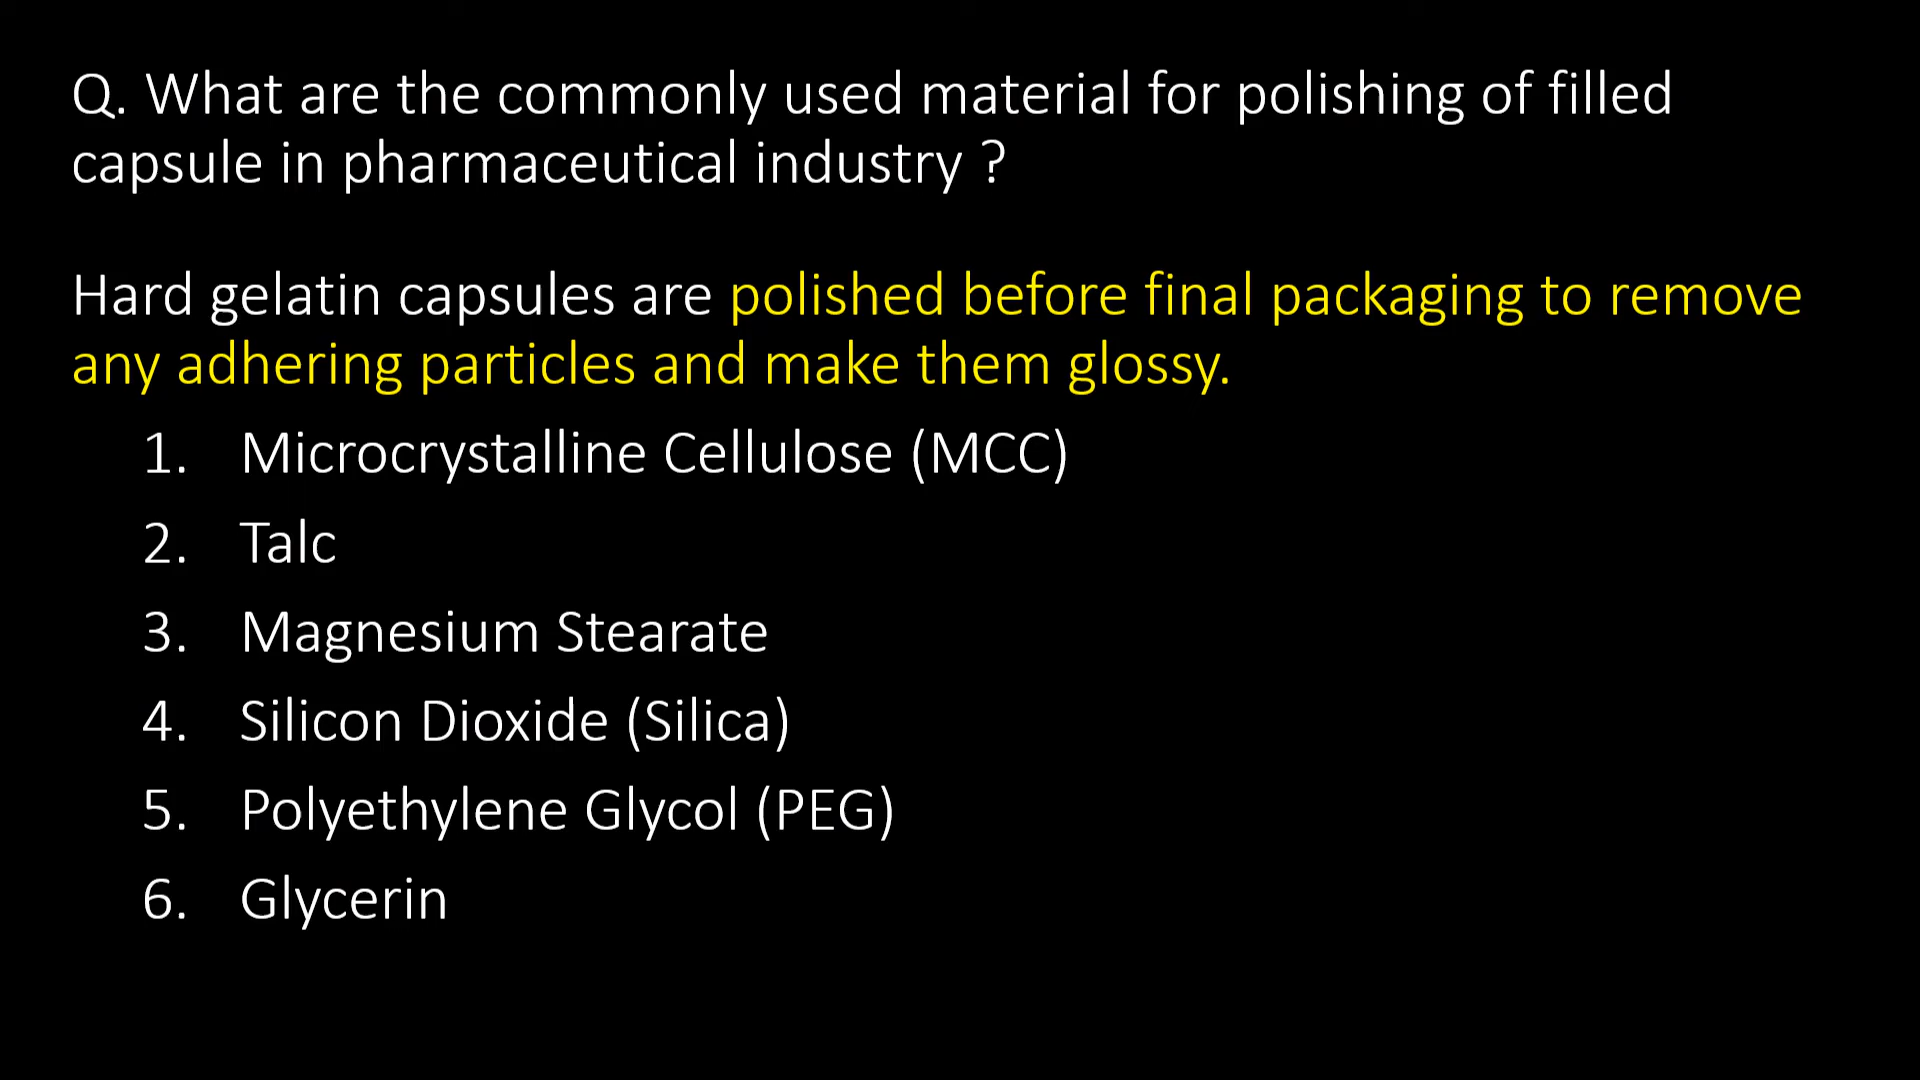 Q. What are the commonly used material for polishing of filled
capsule in pharmaceutical industry ?
Hard gelatin capsules are polished before final packaging to remove
any adhering particles and make them glossy.
1. Microcrystalline Cellulose (MCC)
2. Talc
3. Magnesium Stearate
4. Silicon Dioxide (Silica)
5. Polyethylene Glycol (PEG)
6. Glycerin